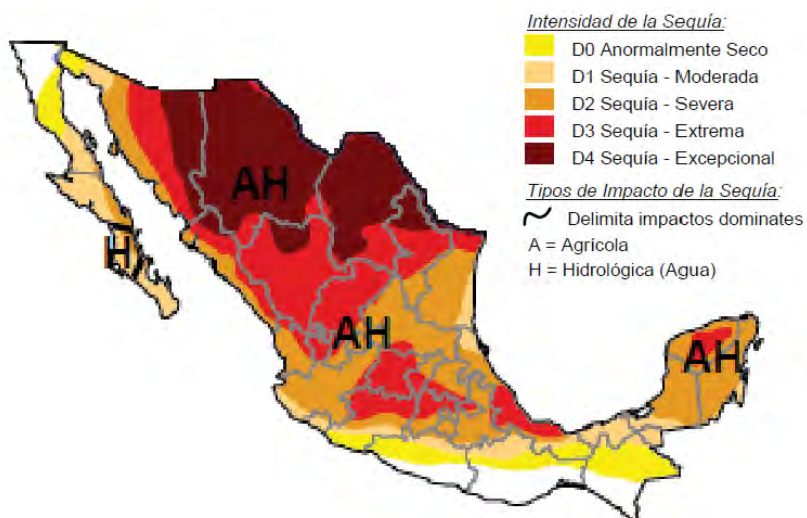 Intensidad de la Sequía:
D0 Anormalmente Seco
D1 Sequía - Moderada
D2 Sequía - Severa
D3 Sequía - Extrema
D4 Sequía - Excepcional
Tipos de Impacto de la Sequía:
Delimita impactos dominates
A = Agrícola
H = Hidrológica (Agua)
AH
H
AH
AH